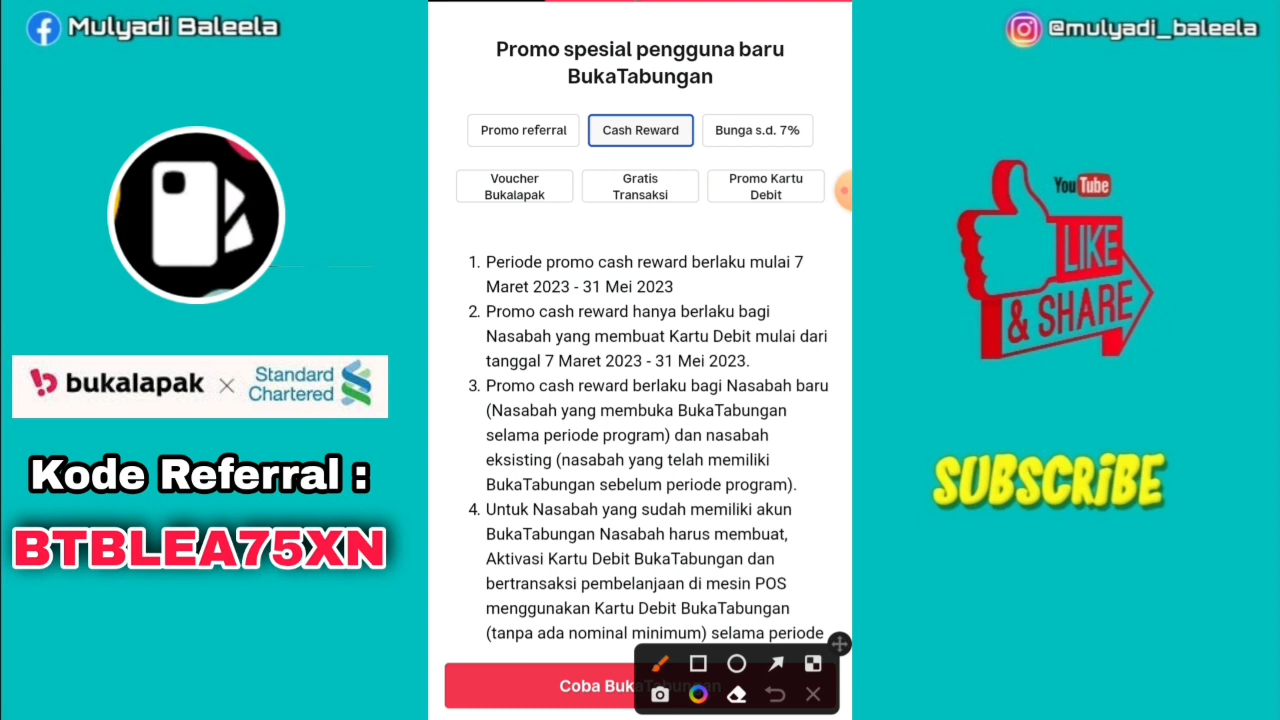 Mulyadi Baleela
bukalapak × Standard Chartered
Kode Referral :
BTBLEA75XN
Promo spesial pengguna baru
BukaTabungan
Promo referral
Cash Reward
Bunga s.d. 7%
Voucher
Bukalapak
Gratis
Transaksi
Promo Kartu
Debit
1. Periode promo cash reward berlaku mulai 7
Maret 2023 - 31 Mei 2023
2. Promo cash reward hanya berlaku bagi
Nasabah yang membuat Kartu Debit mulai dari
tanggal 7 Maret 2023 - 31 Mei 2023.
3. Promo cash reward berlaku bagi Nasabah baru
(Nasabah yang membuka BukaTabungan
selama periode program) dan nasabah
eksisting (nasabah yang telah memiliki
BukaTabungan sebelum periode program).
4. Untuk Nasabah yang sudah memiliki akun
BukaTabungan Nasabah harus membuat,
Aktivasi Kartu Debit BukaTabungan dan
bertransaksi pembelanjaan di mesin POS
menggunakan Kartu Debit BukaTabungan
(tanpa ada nominal minimum) selama periode
Coba BukaTabungan
@mulyadi_baleela
YouTube
LIKE
& SHARE
SUBSCRiBE